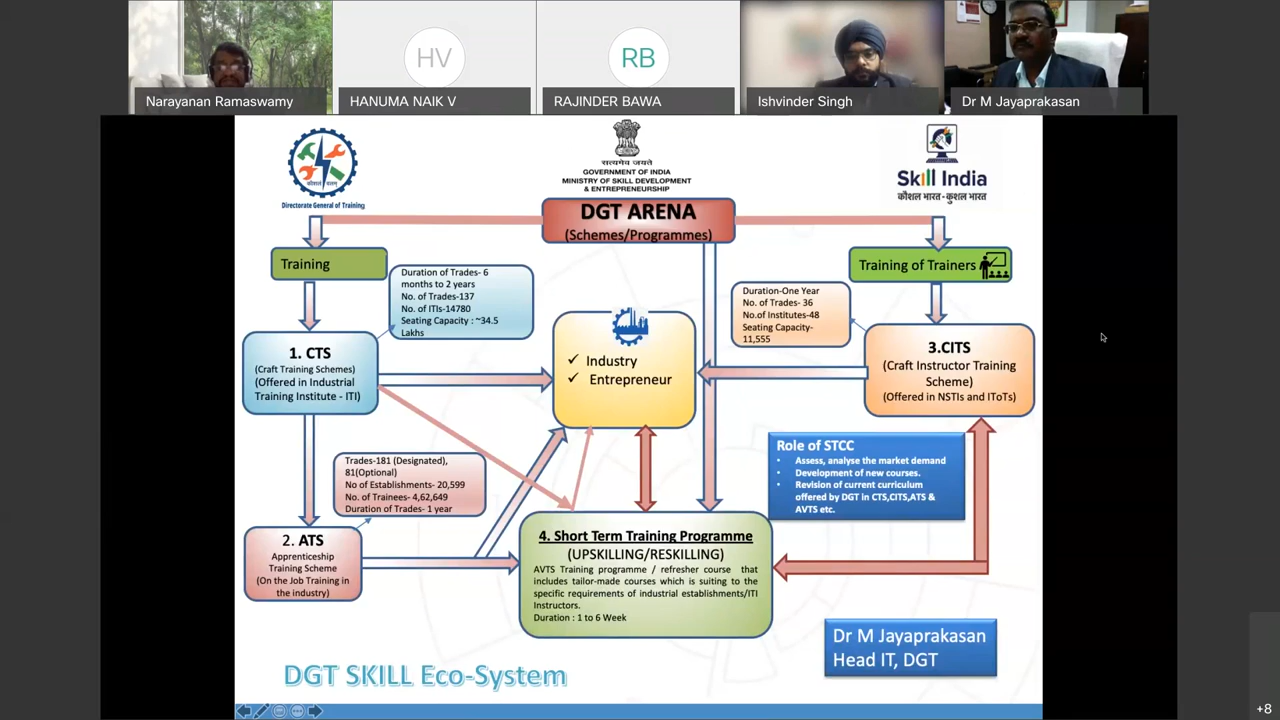 HV
RB
Narayanan Ramaswamy
HANUMA NAIK V
RAJINDER BAWA
Ishvinder Singh
Dr M Jayaprakasan
Directorate General of Training
सत्यमेव जयते
GOVERNMENT OF INDIA
MINISTRY OF SKILL DEVELOPMENT
& ENTREPRENEURSHIP
Skill India
कौशल भारत - कुशल भारत
DGT ARENA
(Schemes/Programmes)
Training
Duration of Trades- 6
months to 2 years
No. of Trades-137
No. of ITIs-14780
Seating Capacity : ~34.5
Lakhs
Training of Trainers
Duration-One Year
No. of Trades- 36
No.of Institutes-48
Seating Capacity-
11,555
1. CTS
(Craft Training Schemes)
(Offered in Industrial
Training Institute - ITI)
✓ Industry
✓ Entrepreneur
3.CITS
(Craft Instructor Training
Scheme)
(Offered in NSTIs and IToTs)
Trades-181 (Designated),
81(Optional)
No of Establishments- 20,599
No. of Trainees- 4,62,649
Duration of Trades- 1 year
Role of STCC
• Assess, analyse the market demand
• Development of new courses.
• Revision of current curriculum
offered by DGT in CTS,CITS,ATS &
AVTS etc.
2. ATS
Apprenticeship
Training Scheme
(On the Job Training in
the industry)
4. Short Term Training Programme
(UPSKILLING/RESKILLING)
AVTS Training programme / refresher course that
includes tailor-made courses which is suiting to the
specific requirements of industrial establishments/ITI
Instructors.
Duration : 1 to 6 Week
Dr M Jayaprakasan
Head IT, DGT
DGT SKILL Eco-System
+8